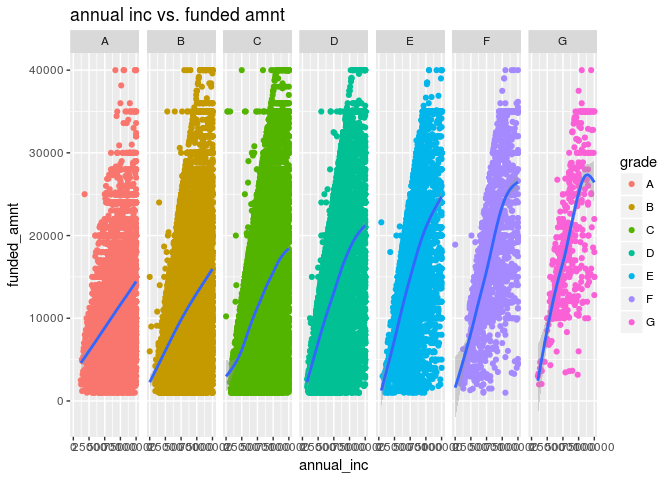 annual inc vs. funded amnt
A B C D E F G
40000
30000
20000
10000
0
funded_amnt
annual_inc
grade
A
B
C
D
E
F
G